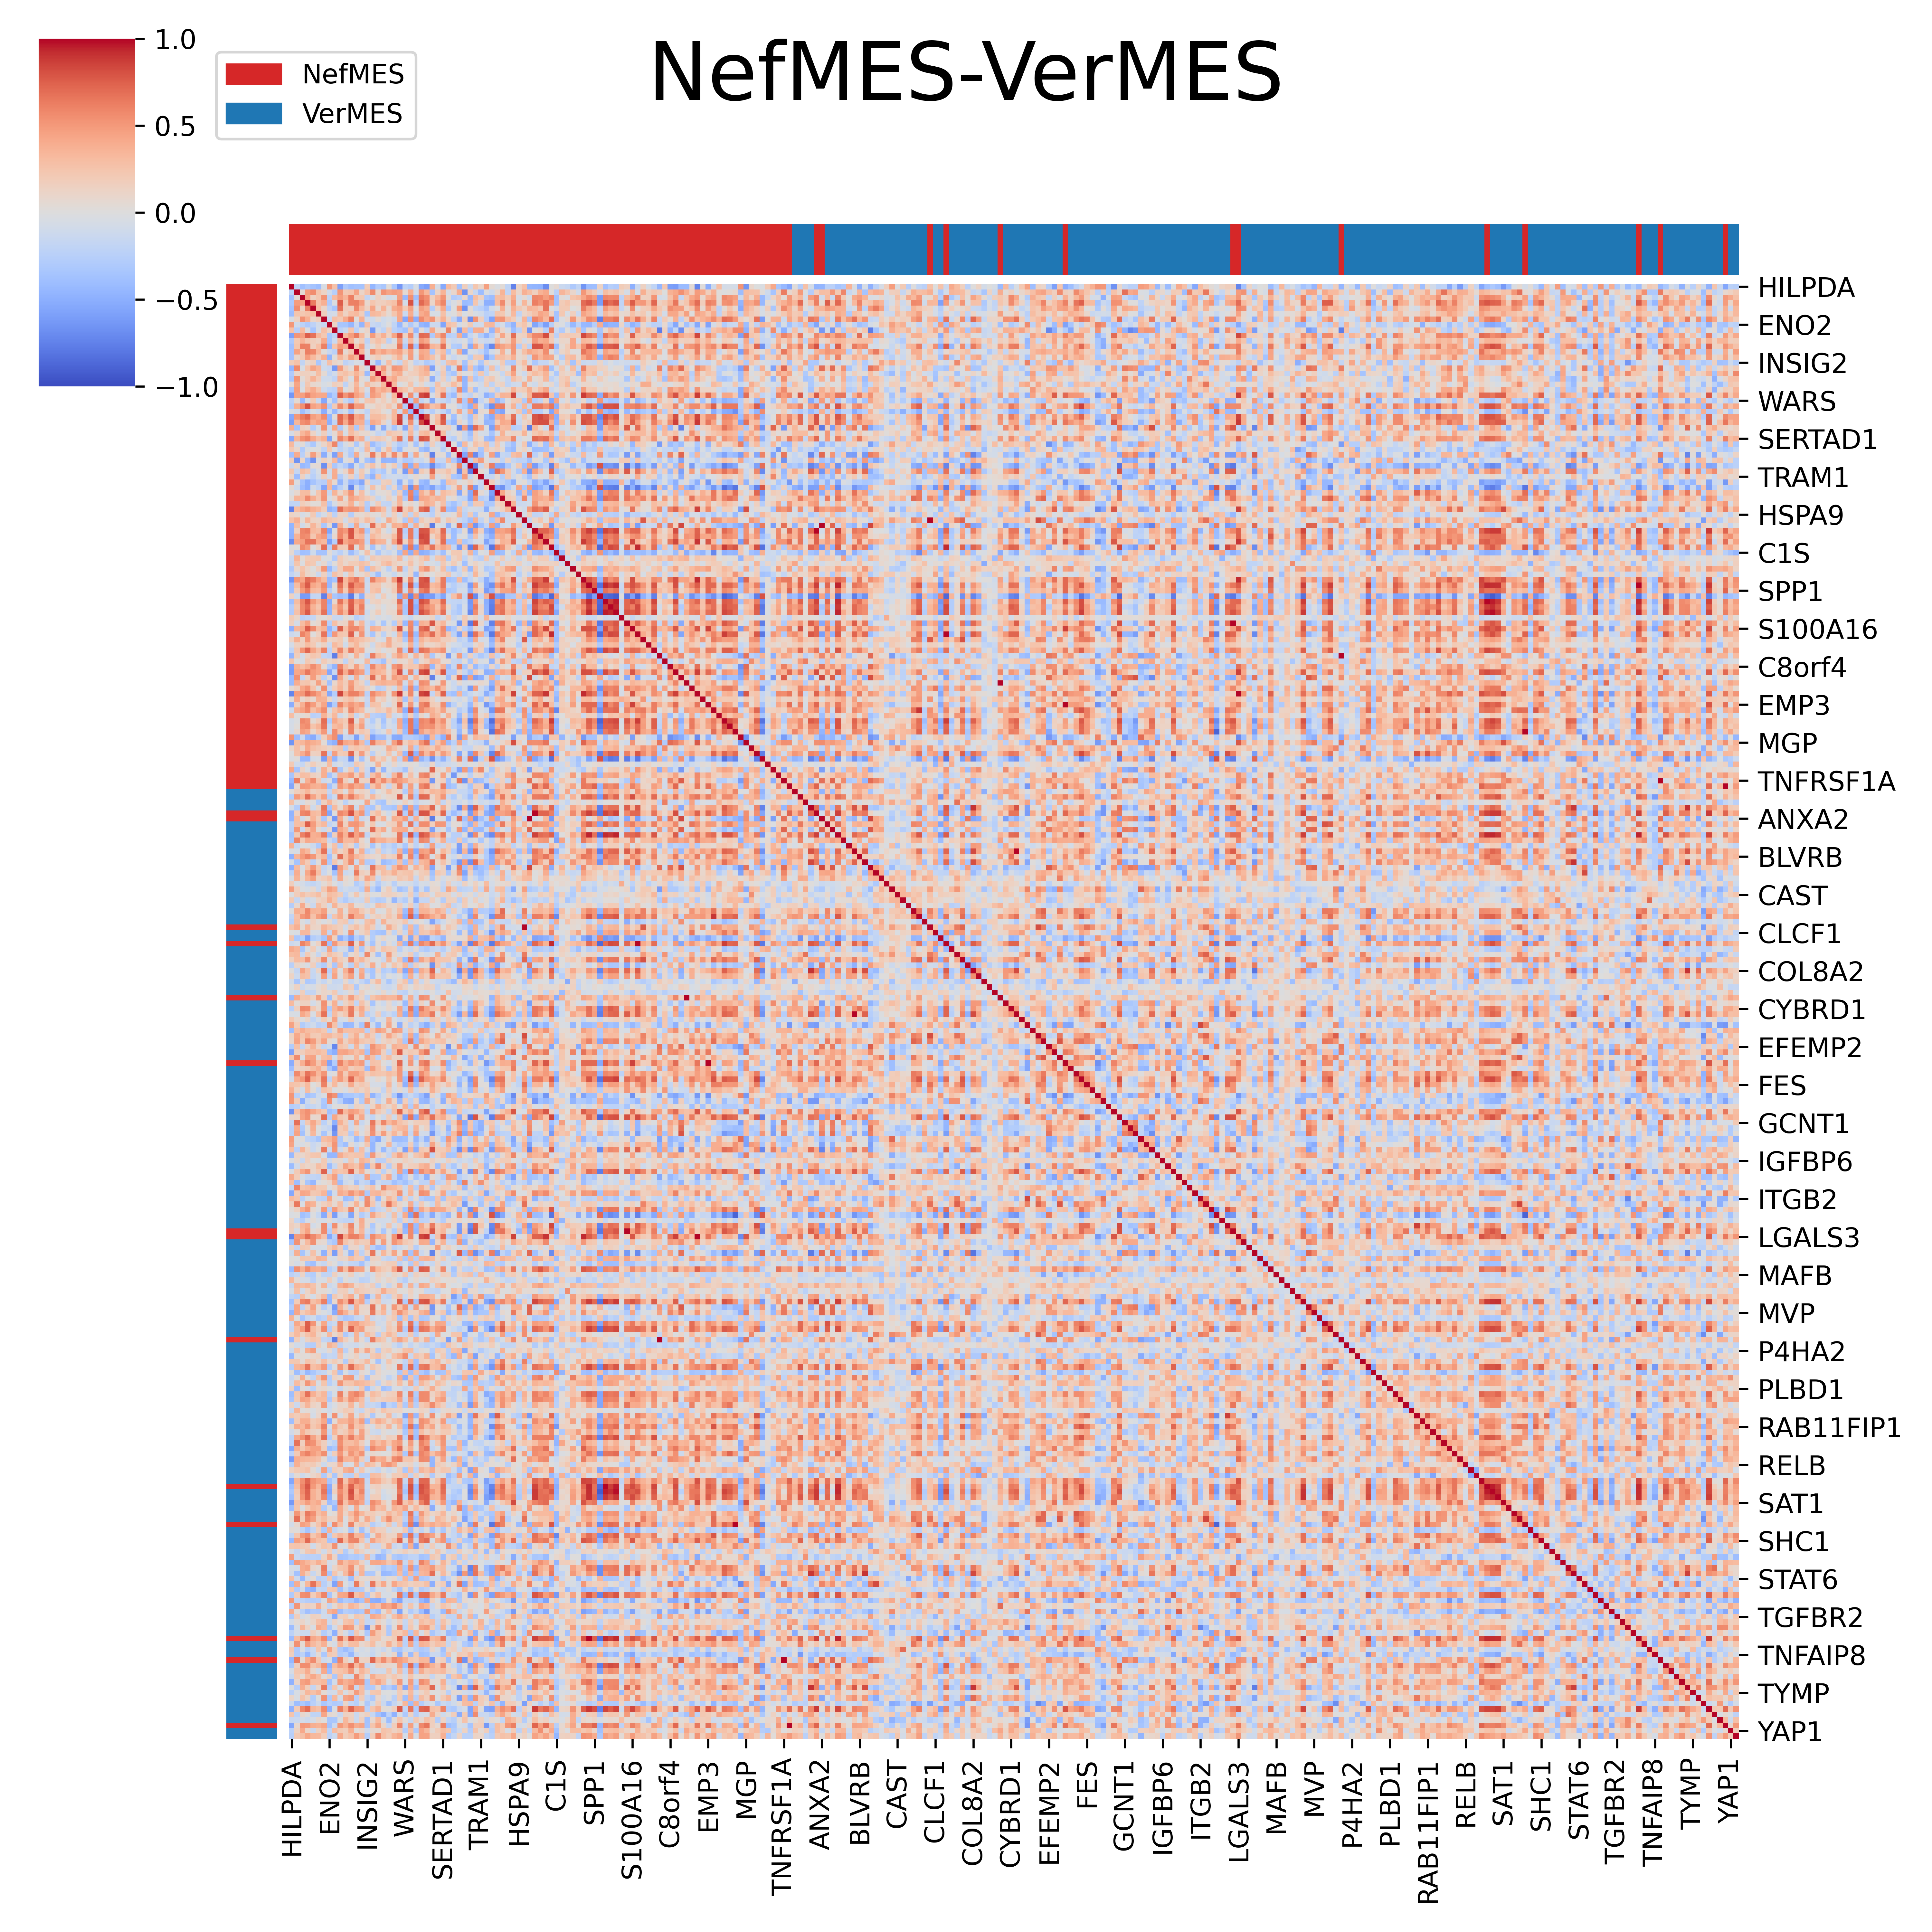 NefMES-VerMES
1.0
0.5
0.0
−0.5
−1.0
NefMES
VerMES
HILPDA
ENO2
INSIG2
WARS
SERTAD1
TRAM1
HSPA9
C1S
SPP1
S100A16
C8orf4
EMP3
MGP
TNFRSF1A
ANXA2
BLVRB
CAST
CLCF1
COL8A2
CYBRD1
EFEMP2
FES
GCNT1
IGFBP6
ITGB2
LGALS3
MAFB
MVP
P4HA2
PLBD1
RAB11FIP1
RELB
SAT1
SHC1
STAT6
TGFBR2
TNFAIP8
TYMP
YAP1
HILPDA
ENO2
INSIG2
WARS
SERTAD1
TRAM1
HSPA9
C1S
SPP1
S100A16
C8orf4
EMP3
MGP
TNFRSF1A
ANXA2
BLVRB
CAST
CLCF1
COL8A2
CYBRD1
EFEMP2
FES
GCNT1
IGFBP6
ITGB2
LGALS3
MAFB
MVP
P4HA2
PLBD1
RAB11FIP1
RELB
SAT1
SHC1
STAT6
TGFBR2
TNFAIP8
TYMP
YAP1